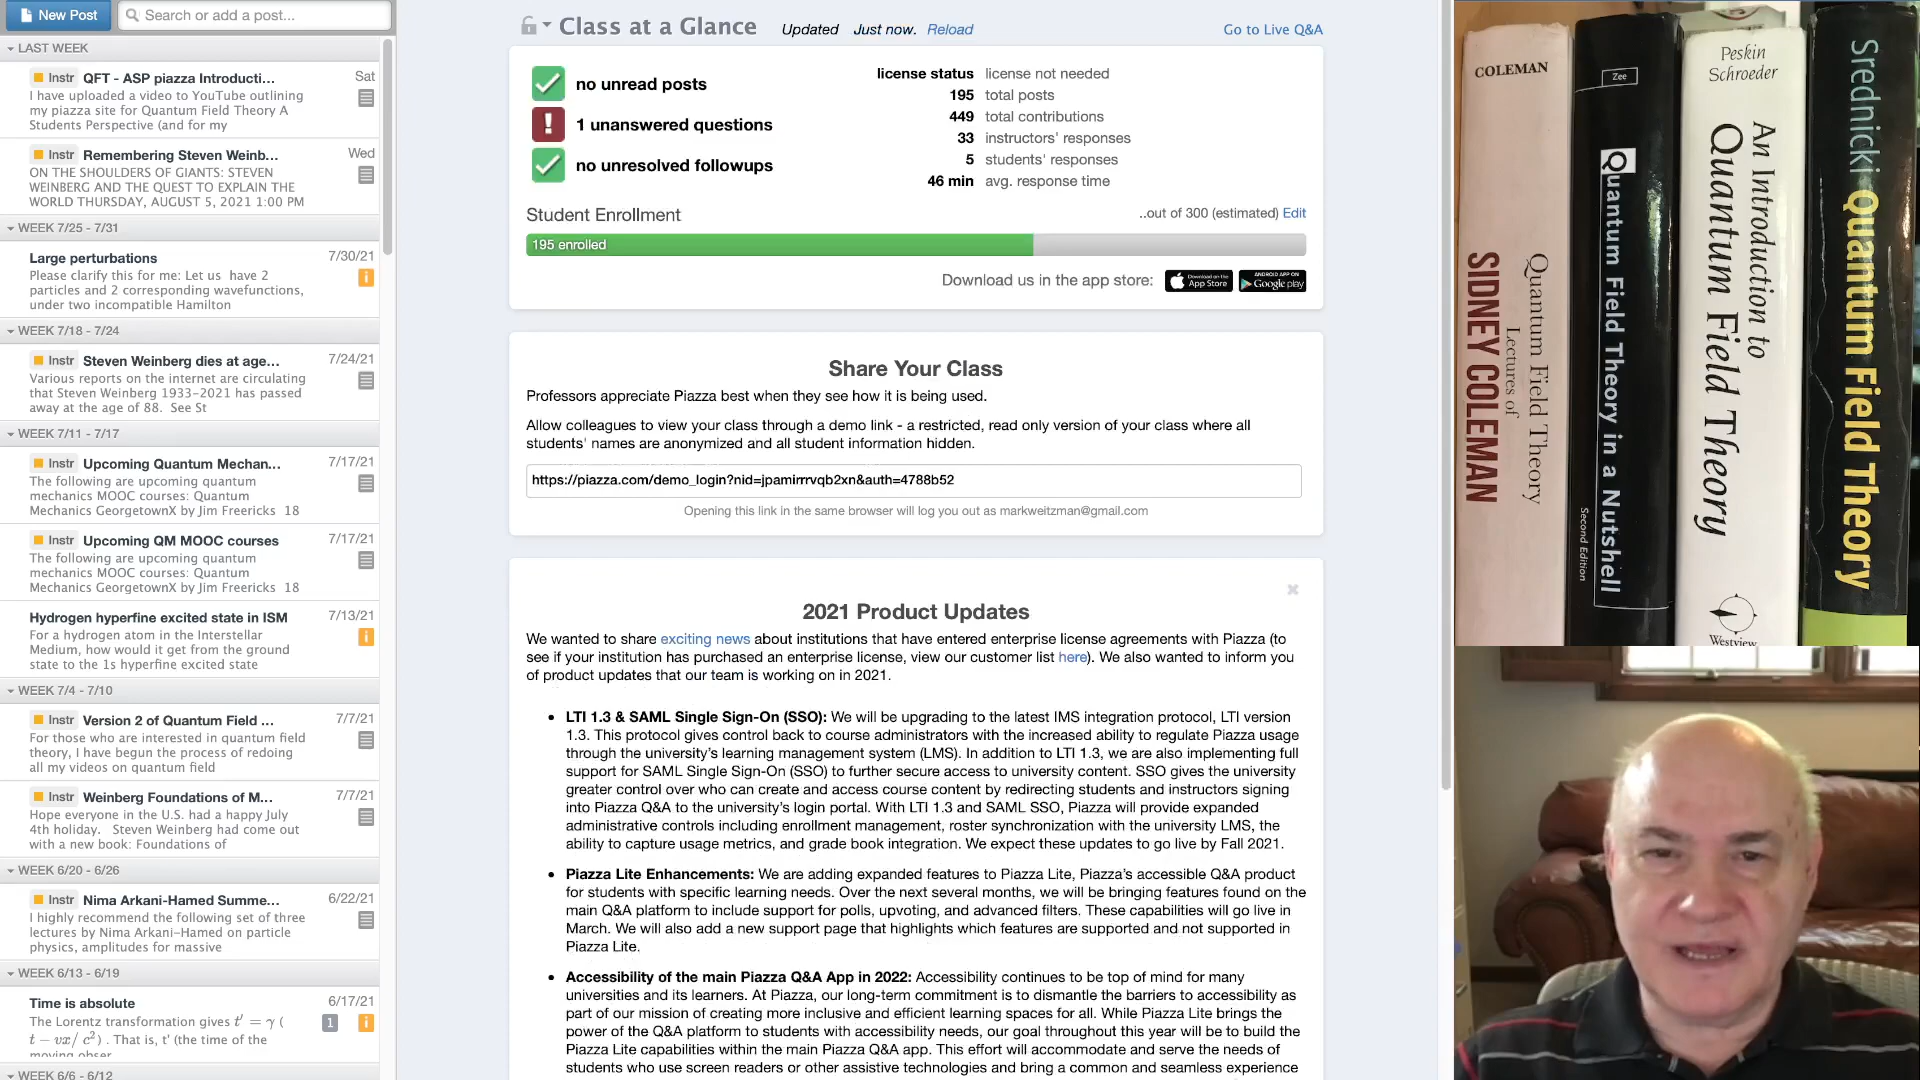 New Post
Search or add a post...
LAST WEEK
Instr QFT - ASP piazza Introducti... Sat
I have uploaded a video to YouTube outlining
my piazza site for Quantum Field Theory A
Students Perspective (and for my
Instr Remembering Steven Weinb... Wed
ON THE SHOULDERS OF GIANTS: STEVEN
WEINBERG AND THE QUEST TO EXPLAIN THE
WORLD THURSDAY, AUGUST 5, 2021 1:00 PM
WEEK 7/25 - 7/31
Large perturbations 7/30/21
Please clarify this for me: Let us have 2
particles and 2 corresponding wavefunctions,
under two incompatible Hamilton
WEEK 7/18 - 7/24
Instr Steven Weinberg dies at age... 7/24/21
Various reports on the internet are circulating
that Steven Weinberg 1933-2021 has passed
away at the age of 88. See St
WEEK 7/11 - 7/17
Instr Upcoming Quantum Mechan... 7/17/21
The following are upcoming quantum
mechanics MOOC courses: Quantum
Mechanics GeorgetownX by Jim Freericks 18
Instr Upcoming QM MOOC courses 7/17/21
The following are upcoming quantum
mechanics MOOC courses: Quantum
Mechanics GeorgetownX by Jim Freericks 18
Hydrogen hyperfine excited state in ISM 7/13/21
For a hydrogen atom in the Interstellar
Medium, how would it get from the ground
state to the 1s hyperfine excited state
WEEK 7/4 - 7/10
Instr Version 2 of Quantum Field ... 7/7/21
For those who are interested in quantum field
theory, I have begun the process of redoing
all my videos on quantum field
Instr Weinberg Foundations of M... 7/7/21
Hope everyone in the U.S. had a happy July
4th holiday. Steven Weinberg had come out
with a new book: Foundations of
WEEK 6/20 - 6/26
Instr Nima Arkani-Hamed Summe... 6/22/21
I highly recommend the following set of three
lectures by Nima Arkani-Hamed on particle
physics, amplitudes for massive
WEEK 6/13 - 6/19
Time is absolute 6/17/21
The Lorentz transformation gives t′ = γ ( 1
t − vx/ c²) . That is, t' (the time of the
moving obser
WEEK 6/6 - 6/12
Class at a Glance Updated Just now. Reload
Go to Live Q&A
no unread posts
1 unanswered questions
no unresolved followups
license status license not needed
195 total posts
449 total contributions
33 instructors' responses
5 students' responses
46 min avg. response time
Student Enrollment ..out of 300 (estimated) Edit
195 enrolled
Download us in the app store:
Download on the App Store
ANDROID APP ON Google play
Share Your Class
Professors appreciate Piazza best when they see how it is being used.
Allow colleagues to view your class through a demo link - a restricted, read only version of your class where all
students' names are anonymized and all student information hidden.
https://piazza.com/demo_login?nid=jpamirrrvqb2xn&auth=4788b52
Opening this link in the same browser will log you out as markweitzman@gmail.com
2021 Product Updates
We wanted to share exciting news about institutions that have entered enterprise license agreements with Piazza (to
see if your institution has purchased an enterprise license, view our customer list here). We also wanted to inform you
of product updates that our team is working on in 2021.
• LTI 1.3 & SAML Single Sign-On (SSO): We will be upgrading to the latest IMS integration protocol, LTI version
1.3. This protocol gives control back to course administrators with the increased ability to regulate Piazza usage
through the university's learning management system (LMS). In addition to LTI 1.3, we are also implementing full
support for SAML Single Sign-On (SSO) to further secure access to university content. SSO gives the university
greater control over who can create and access course content by redirecting students and instructors signing
into Piazza Q&A to the university's login portal. With LTI 1.3 and SAML SSO, Piazza will provide expanded
administrative controls including enrollment management, roster synchronization with the university LMS, the
ability to capture usage metrics, and grade book integration. We expect these updates to go live by Fall 2021.
• Piazza Lite Enhancements: We are adding expanded features to Piazza Lite, Piazza's accessible Q&A product
for students with specific learning needs. Over the next several months, we will be bringing features found on the
main Q&A platform to include support for polls, upvoting, and advanced filters. These capabilities will go live in
March. We will also add a new support page that highlights which features are supported and not supported in
Piazza Lite.
• Accessibility of the main Piazza Q&A App in 2022: Accessibility continues to be top of mind for many
universities and its learners. At Piazza, our long-term commitment is to dismantle the barriers to accessibility as
part of our mission of creating more inclusive and efficient learning spaces for all. While Piazza Lite brings the
power of the Q&A platform to students with accessibility needs, our goal throughout this year will be to build the
Piazza Lite capabilities within the main Piazza Q&A app. This effort will accommodate and serve the needs of
students who use screen readers or other assistive technologies and bring a common and seamless experience
COLEMAN
Quantum Field Theory
Lectures of
SIDNEY COLEMAN
Zee
Quantum Field Theory in a Nutshell
Second Edition
Peskin
Schroeder
An Introduction to
Quantum Field Theory
Westview
Srednicki Quantum Field Theory